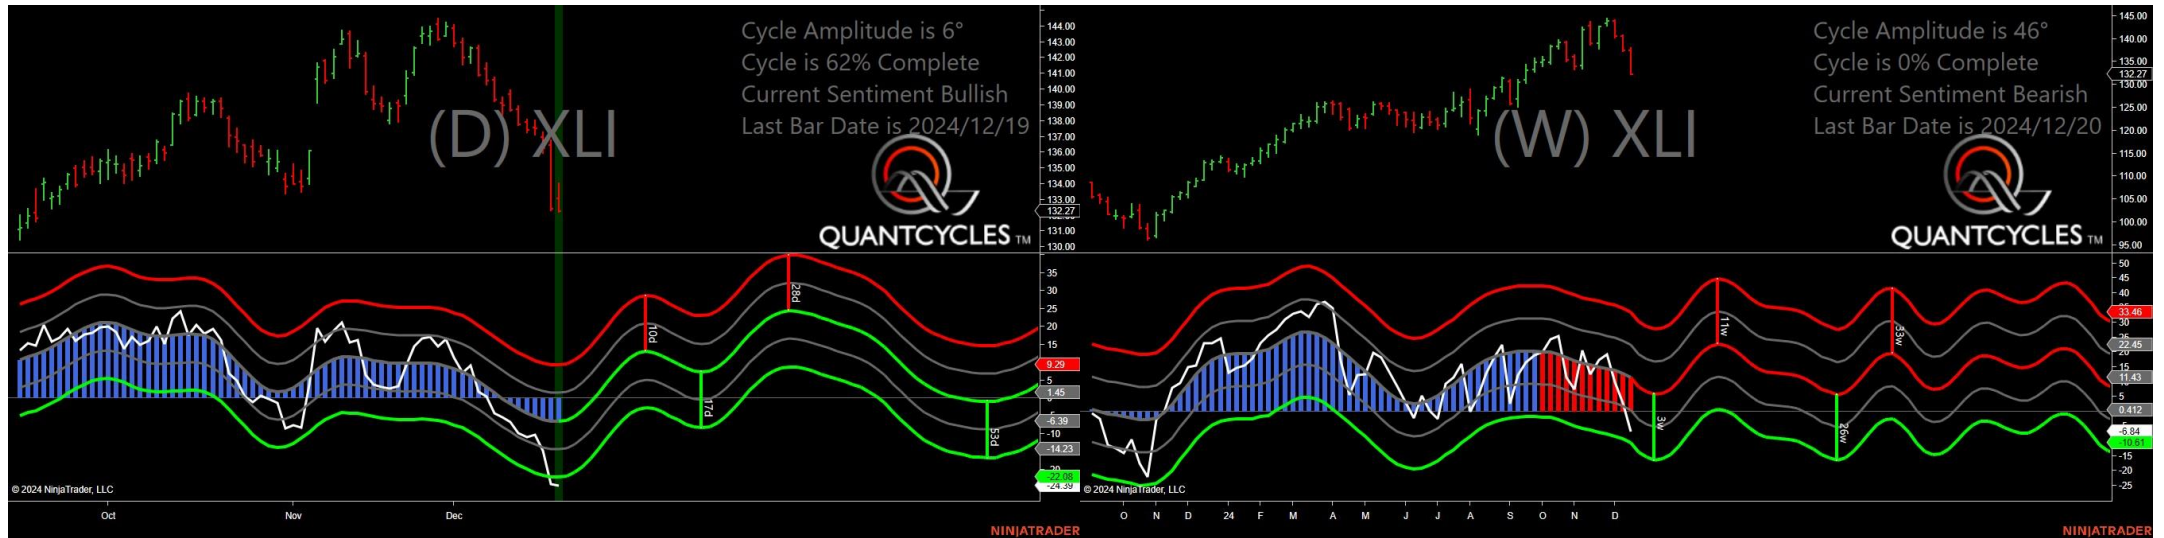 Cycle Amplitude is 6°
Cycle is 62% Complete
Current Sentiment Bullish
Last Bar Date is 2024/12/19
(D) XLI
QUANTCYCLES TM
144.00
143.00
142.00
141.00
140.00
139.00
138.00
137.00
136.00
135.00
134.00
133.00
132.27
131.00
130.00
35
30
25
20
15
9.29
5
1.45
0
-6.39
-10
-14.23
-22.08
-24.39
10d
17d
28d
53d
© 2024 NinjaTrader, LLC
Oct
Nov
Dec
NINJATRADER
Cycle Amplitude is 46°
Cycle is 0% Complete
Current Sentiment Bearish
Last Bar Date is 2024/12/20
(W) XLI
QUANTCYCLES TM
145.00
140.00
135.00
132.27
130.00
125.00
120.00
115.00
110.00
105.00
100.00
95.00
50
45
40
33.46
30
22.45
20
15
11.43
5
0.412
-6.84
-10.61
-15
-20
-25
3w
11w
26w
33w
© 2024 NinjaTrader, LLC
O N D 24 F M A M J J A S O N D
NINJATRADER